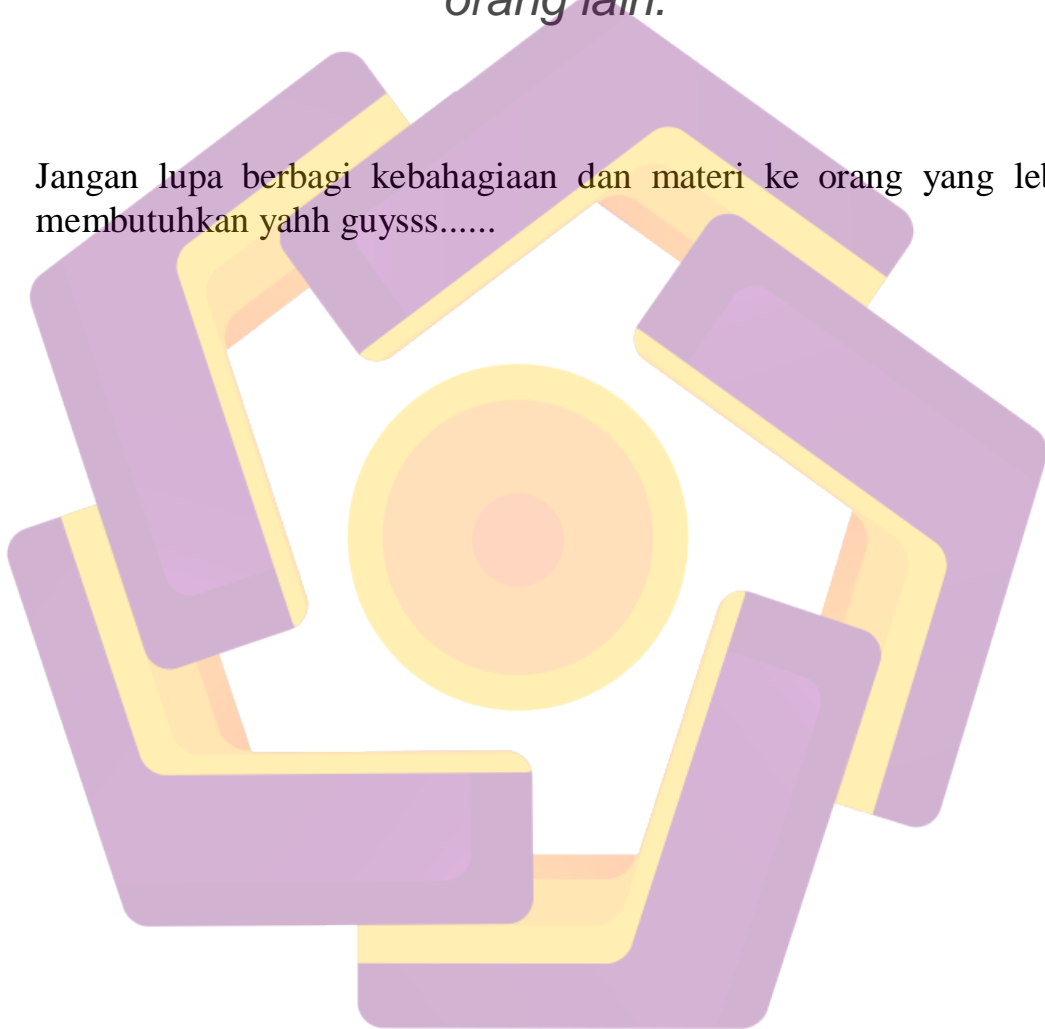 orang lain.
Jangan lupa berbagi kebahagiaan dan materi ke orang yang
membutuhkan yahh guysss......